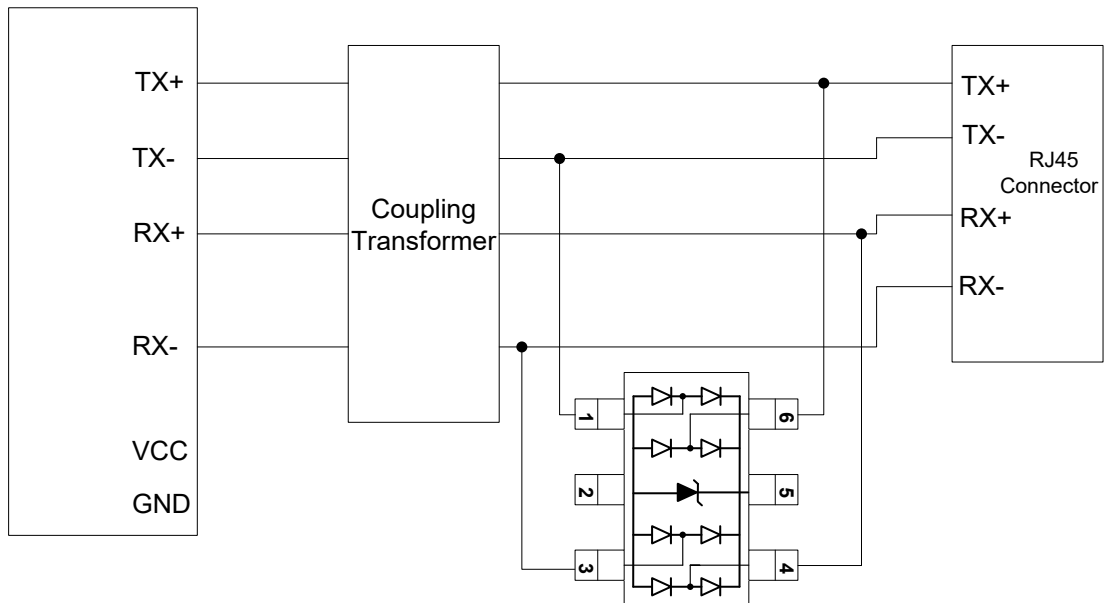 TX+
TX-
RX+
RX-
VCC
GND
Coupling
Transformer
TX+
TX-
RX+
RX-
RJ45
Connector
1
2
3
6
5
4